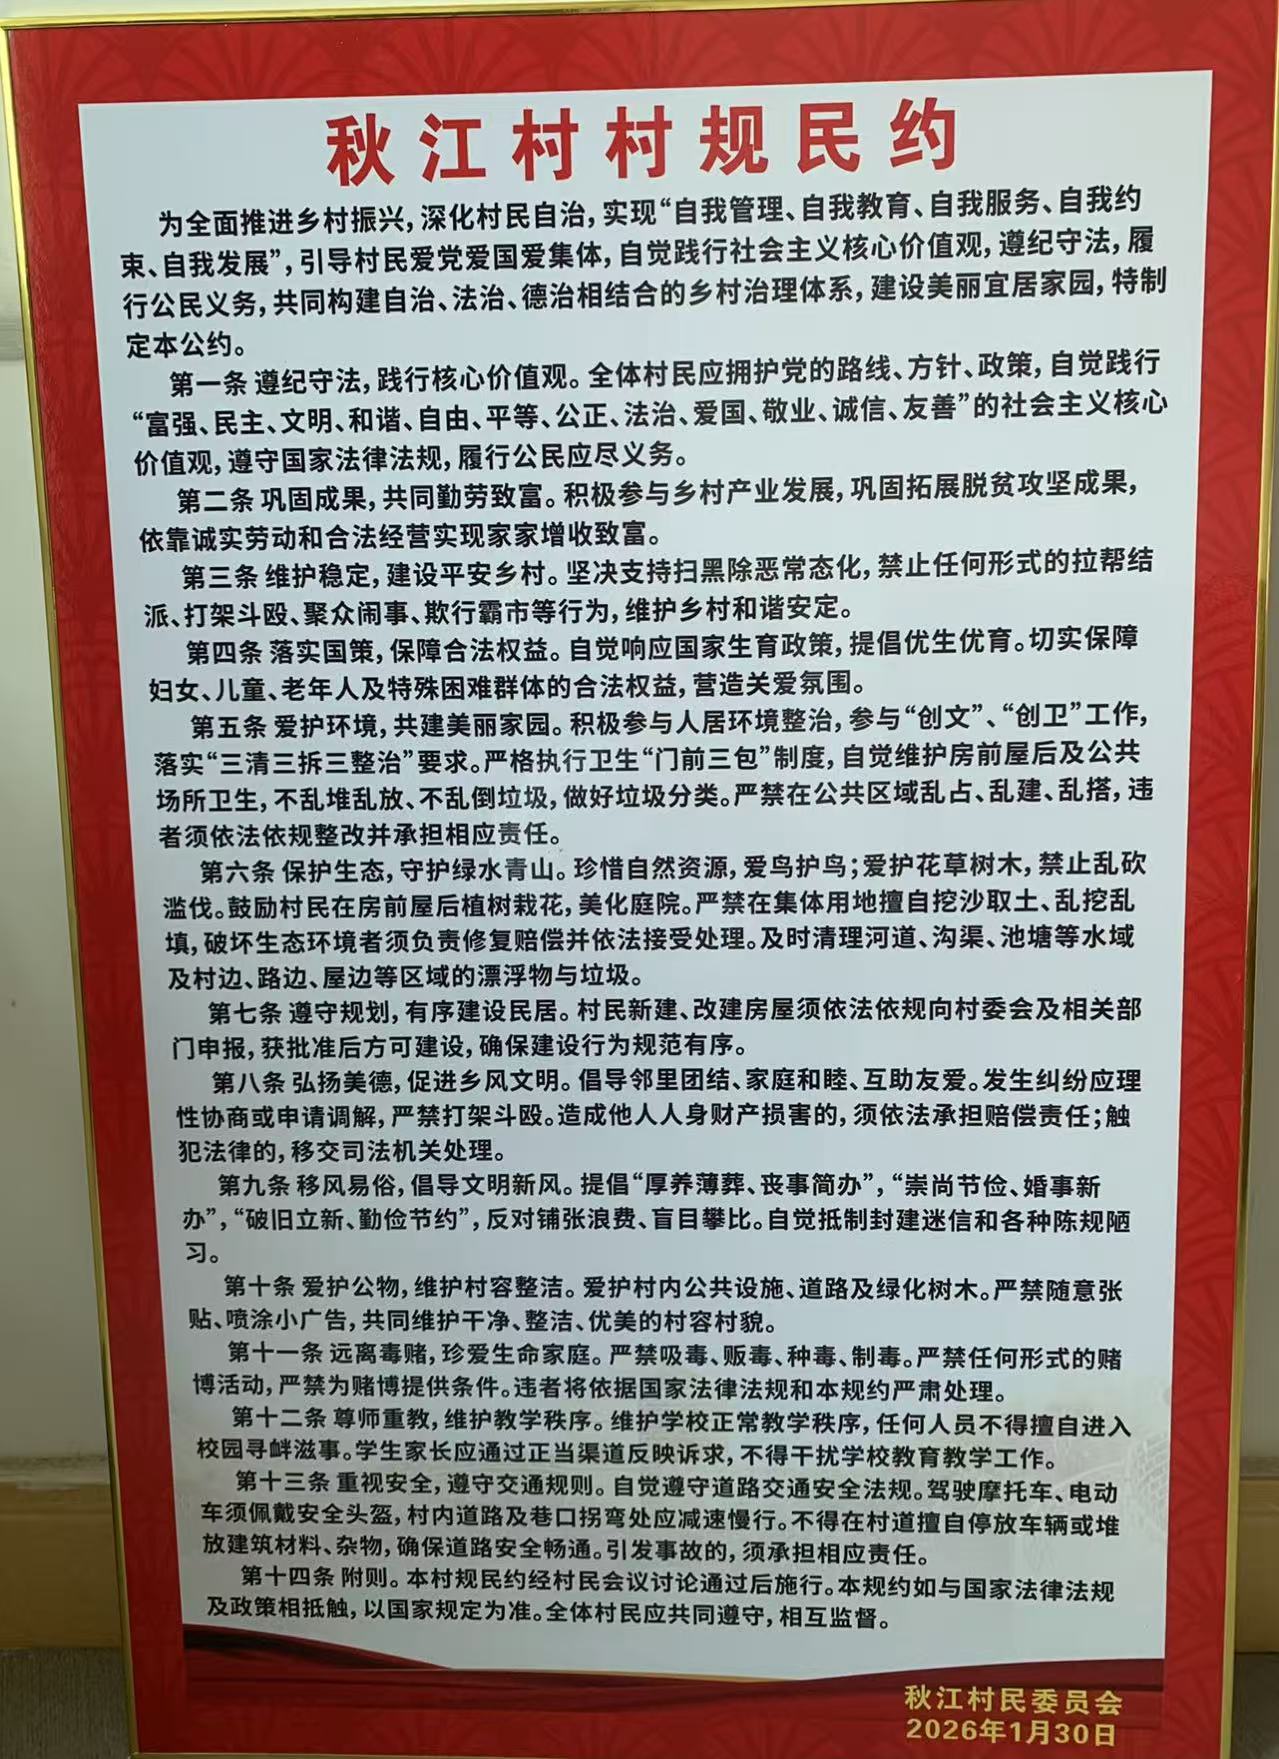 秋江村村规民约
为全面推进乡村振兴，深化村民自治，实现“自我管理、自我教育、自我服务、自我约
束、自我发展”，引导村民爱党爱国爱集体，自觉践行社会主义核心价值观，遵纪守法，履
行公民义务，共同构建自治、法治、德治相结合的乡村治理体系，建设美丽宜居家园，特制
定本公约。
第一条 遵纪守法，践行核心价值观。全体村民应拥护党的路线、方针、政策，自觉践行
“富强、民主、文明、和谐、自由、平等、公正、法治、爱国、敬业、诚信、友善”的社会主义核心
价值观，遵守国家法律法规，履行公民应尽义务。
第二条 巩固成果，共同勤劳致富。积极参与乡村产业发展，巩固拓展脱贫攻坚成果，
依靠诚实劳动和合法经营实现家家增收致富。
第三条 维护稳定，建设平安乡村。坚决支持扫黑除恶常态化，禁止任何形式的拉帮结
派、打架斗殴、聚众闹事、欺行霸市等行为，维护乡村和谐安定。
第四条 落实国策，保障合法权益。自觉响应国家生育政策，提倡优生优育。切实保障
妇女、儿童、老年人及特殊困难群体的合法权益，营造关爱氛围。
第五条 爱护环境，共建美丽家园。积极参与人居环境整治，参与“创文”、“创卫”工作，
落实“三清三拆三整治”要求。严格执行卫生“门前三包”制度，自觉维护房前屋后及公共
场所卫生，不乱堆乱放、不乱倒垃圾，做好垃圾分类。严禁在公共区域乱占、乱建、乱搭，违
者须依法依规整改并承担相应责任。
第六条 保护生态，守护绿水青山。珍惜自然资源，爱鸟护鸟；爱护花草树木，禁止乱砍
滥伐。鼓励村民在房前屋后植树栽花，美化庭院。严禁在集体用地擅自挖沙取土、乱挖乱
填，破坏生态环境者须负责修复赔偿并依法接受处理。及时清理河道、沟渠、池塘等水域
及村边、路边、屋边等区域的漂浮物与垃圾。
第七条 遵守规划，有序建设民居。村民新建、改建房屋须依法依规向村委会及相关部
门申报，获批准后方可建设，确保建设行为规范有序。
第八条 弘扬美德，促进乡风文明。倡导邻里团结、家庭和睦、互助友爱。发生纠纷应理
性协商或申请调解，严禁打架斗殴。造成他人人身财产损害的，须依法承担赔偿责任；触
犯法律的，移交司法机关处理。
第九条 移风易俗，倡导文明新风。提倡“厚养薄葬、丧事简办”，“崇尚节俭、婚事新
办”，“破旧立新、勤俭节约”，反对铺张浪费、盲目攀比。自觉抵制封建迷信和各种陈规陋
习。
第十条 爱护公物，维护村容整洁。爱护村内公共设施、道路及绿化树木。严禁随意张
贴、喷涂小广告，共同维护干净、整洁、优美的村容村貌。
第十一条 远离毒赌，珍爱生命家庭。严禁吸毒、贩毒、种毒、制毒。严禁任何形式的赌
博活动，严禁为赌博提供条件。违者将依据国家法律法规和本规约严肃处理。
第十二条 尊师重教，维护教学秩序。维护学校正常教学秩序，任何人员不得擅自进入
校园寻衅滋事。学生家长应通过正当渠道反映诉求，不得干扰学校教育教学工作。
第十三条 重视安全，遵守交通规则。自觉遵守道路交通安全法规。驾驶摩托车、电动
车须佩戴安全头盔，村内道路及巷口拐弯处应减速慢行。不得在村道擅自停放车辆或堆
放建筑材料、杂物，确保道路安全畅通。引发事故的，须承担相应责任。
第十四条 附则。本村规民约经村民会议讨论通过后施行。本规约如与国家法律法规
及政策相抵触，以国家规定为准。全体村民应共同遵守，相互监督。
秋江村民委员会
2026年1月30日